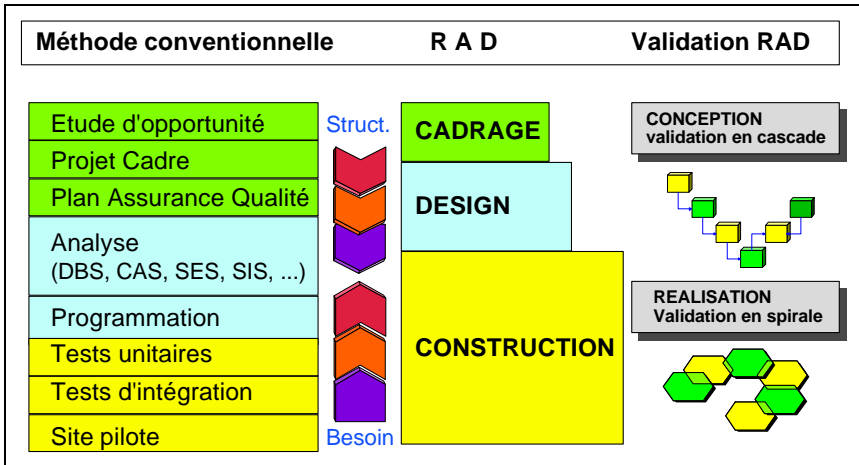 Méthode conventionnelle R A D Validation RAD
Etude d'opportunité
Projet Cadre
Plan Assurance Qualité
Analyse
(DBS, CAS, SES, SIS, ...)
Programmation
Tests unitaires
Tests d'intégration
Site pilote
Struct.
Besoin
CADRAGE
DESIGN
CONSTRUCTION
CONCEPTION
validation en cascade
REALISATION
Validation en spirale